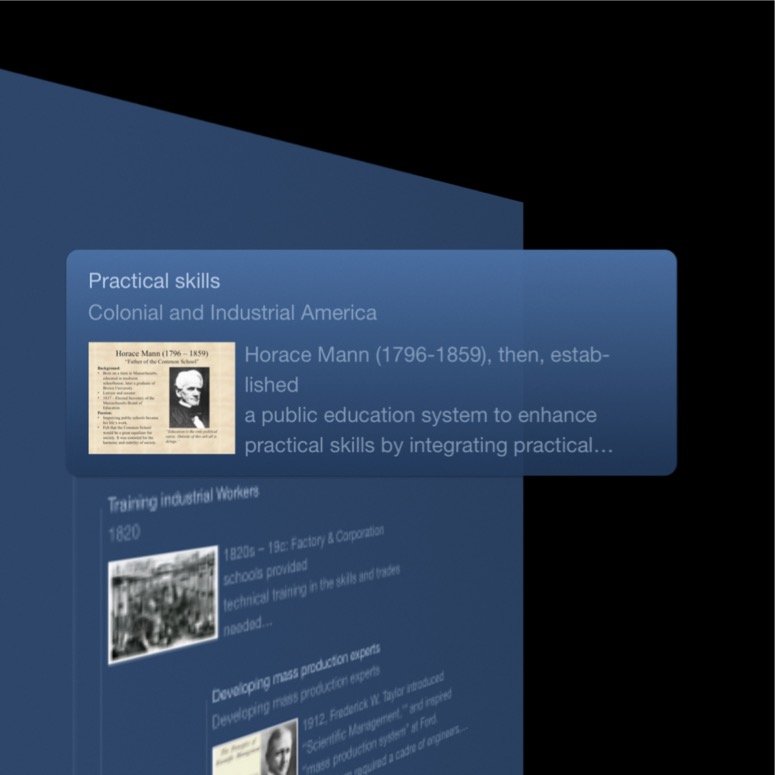 Practical skills
Colonial and Industrial America
Horace Mann (1796 – 1859)
"Father of the Common School"
Background
Horace Mann (1796-1859), then, estab-
lished
a public education system to enhance
practical skills by integrating practical...
Training industrial Workers
1820
1820s – 19c: Factory & Corporation
schools provided
technical training in the skills and trades
needed...
Developing mass production experts
Developing mass production experts
1912, Frederick W. Taylor introduced
"Scientific Management," and inspired
"mass production system" at Ford.
required a cadre of engineers...